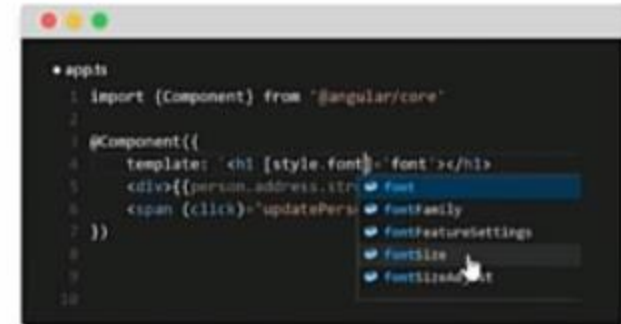 app.ts
1 import {Component} from '@angular/core'
2
3 @Component({
4 template: `<h1 [style.font]='font'></h1>
5 <div>{{person.address.str
6 <span (click)="updatePers
7 })
8
9
10
font
fontFamily
fontFeatureSettings
fontSize
fontSizeAdjust